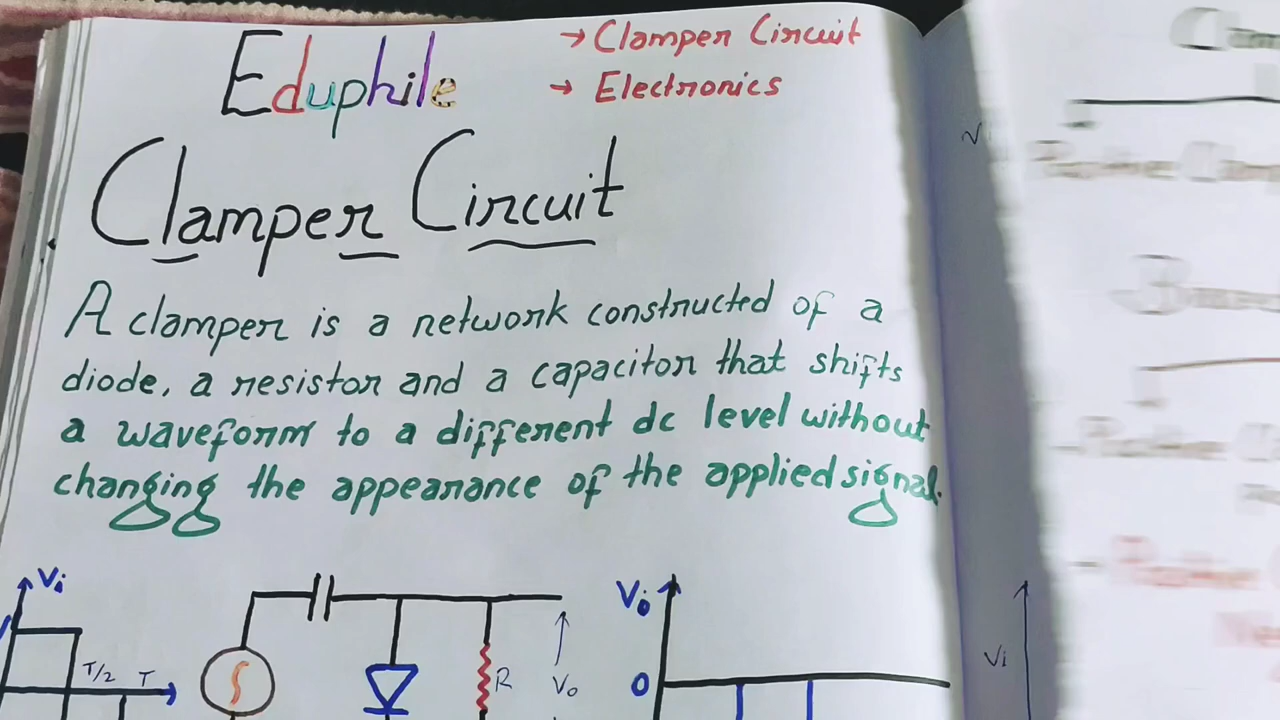 Eduphile
→ Clamper Circuit
→ Electronics
Clamper Circuit
A clamper is a network constructed of a
diode, a resistor and a capacitor that shifts
a waveform to a different dc level without
changing the appearance of the applied signal.
Vi
T/2 T
R
Vo
Vo
0
Vi